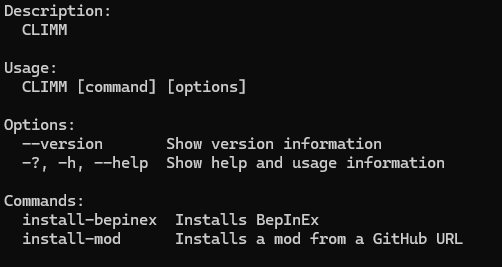 Description:
  CLIMM

Usage:
  CLIMM [command] [options]

Options:
  --version       Show version information
  -?, -h, --help  Show help and usage information

Commands:
  install-bepinex  Installs BepInEx
  install-mod      Installs a mod from a GitHub URL